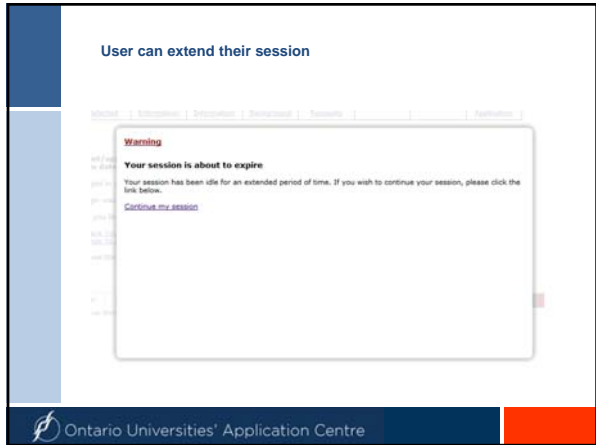 User can extend their session
Warning
Your session is about to expire
Your session has been idle for an extended period of time. If you wish to continue your session, please click the
link below.
Continue my session
Ontario Universities' Application Centre